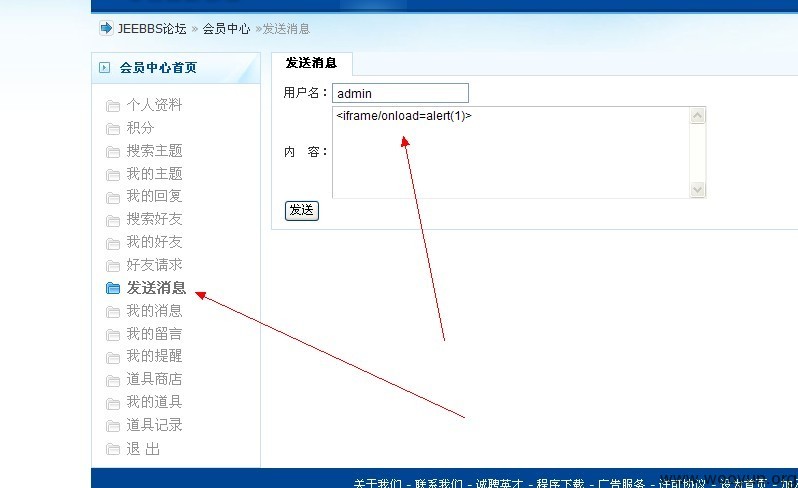 JEEBBS论坛 » 会员中心 »发送消息
会员中心首页
个人资料
积分
搜索主题
我的主题
我的回复
搜索好友
我的好友
好友请求
发送消息
我的消息
我的留言
我的提醒
道具商店
我的道具
道具记录
退 出
发送消息
用户名： admin
内 容： <iframe/onload=alert(1)>
发送
关于我们 - 联系我们 - 诚聘英才 - 程序下载 - 广告服务 - 许可协议 - 设为首页 - 加